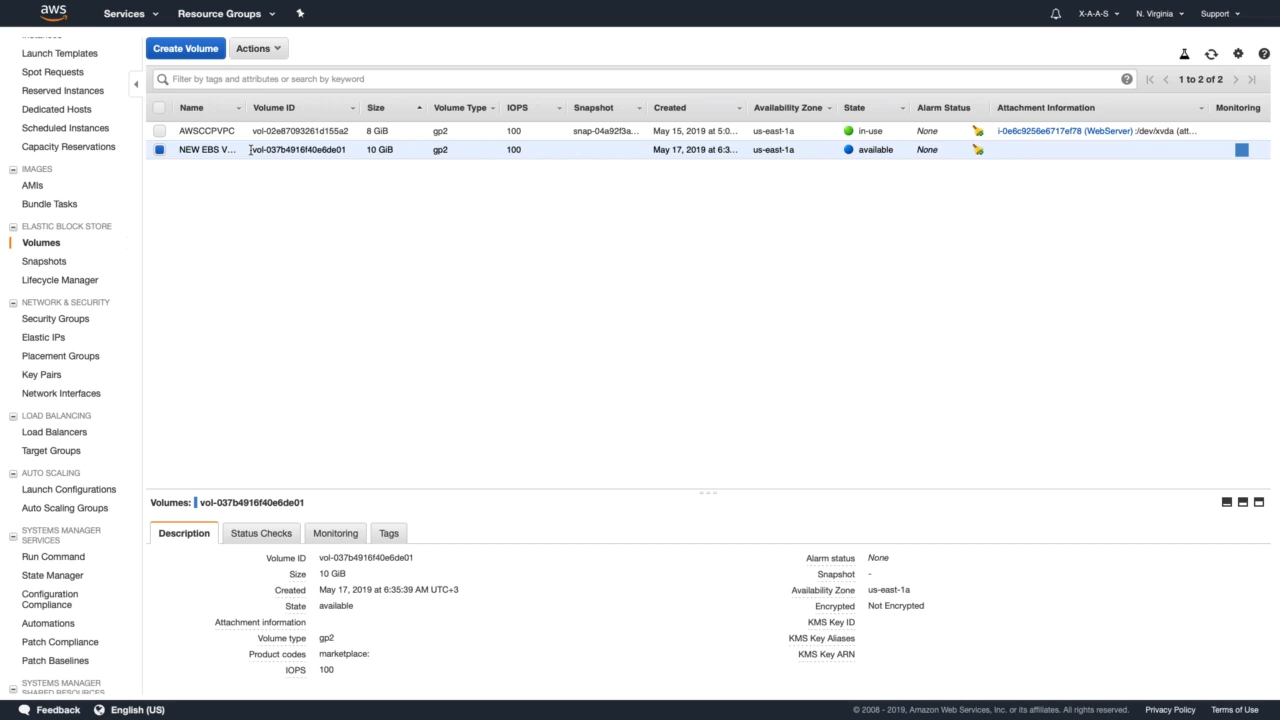 aws Services Resource Groups X-A-A-S N. Virginia Support
Launch Templates
Spot Requests
Reserved Instances
Dedicated Hosts
Scheduled Instances
Capacity Reservations
IMAGES
AMIs
Bundle Tasks
ELASTIC BLOCK STORE
Volumes
Snapshots
Lifecycle Manager
NETWORK & SECURITY
Security Groups
Elastic IPs
Placement Groups
Key Pairs
Network Interfaces
LOAD BALANCING
Load Balancers
Target Groups
AUTO SCALING
Launch Configurations
Auto Scaling Groups
SYSTEMS MANAGER
SERVICES
Run Command
State Manager
Configuration
Compliance
Automations
Patch Compliance
Patch Baselines
SYSTEMS MANAGER
SHARED RESOURCES
Create Volume Actions
Filter by tags and attributes or search by keyword 1 to 2 of 2
Name Volume ID Size Volume Type IOPS Snapshot Created Availability Zone State Alarm Status Attachment Information Monitoring
AWSCCPVPC vol-02e87093261d155a2 8 GiB gp2 100 snap-04a92f3a... May 15, 2019 at 5:0... us-east-1a in-use None i-0e6c9256e6717ef78 (WebServer):/dev/xvda (att...
NEW EBS V... vol-037b4916f40e6de01 10 GiB gp2 100 May 17, 2019 at 6:3... us-east-1a available None
Volumes: vol-037b4916f40e6de01
Description Status Checks Monitoring Tags
Volume ID vol-037b4916f40e6de01
Size 10 GiB
Created May 17, 2019 at 6:35:39 AM UTC+3
State available
Attachment information
Volume type gp2
Product codes marketplace:
IOPS 100
Alarm status None
Snapshot -
Availability Zone us-east-1a
Encrypted Not Encrypted
KMS Key ID
KMS Key Aliases
KMS Key ARN
Feedback English (US) © 2008 - 2019, Amazon Web Services, Inc. or its affiliates. All rights reserved. Privacy Policy Terms of Use